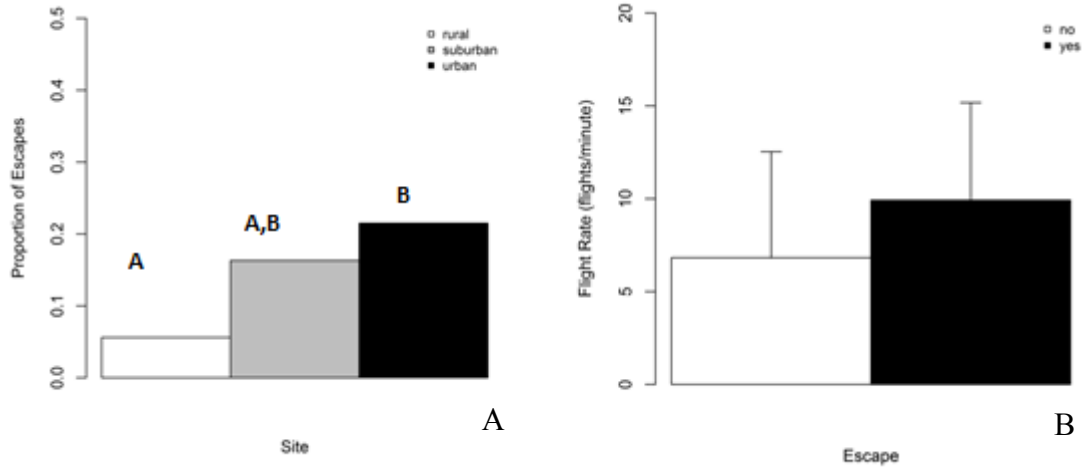 Proportion of Escapes
0.5
0.4
0.3
0.2
0.1
0.0
rural
suburban
urban
A
A,B
B
Site
A
Flight Rate (flights/minute)
20
15
10
5
0
no
yes
Escape
B